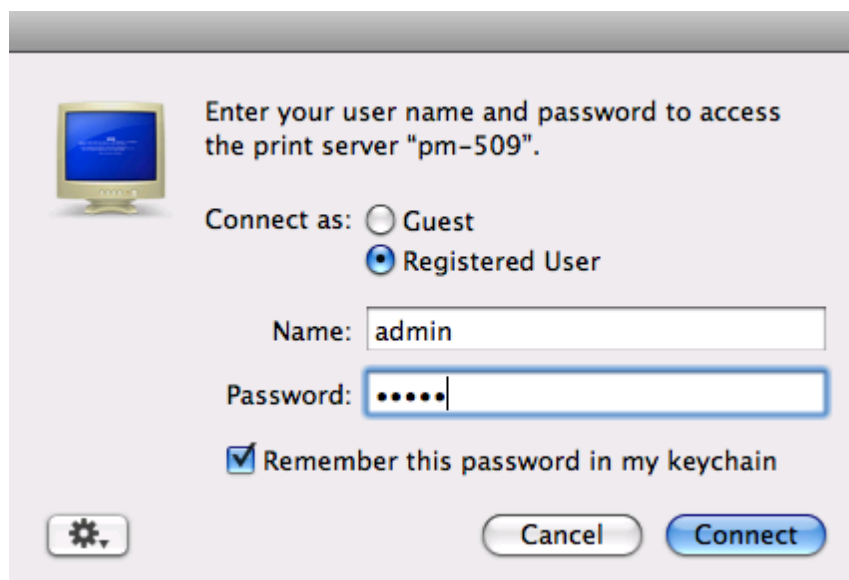 Enter your user name and password to access
the print server “pm-509”.
Connect as: Guest
Registered User
Name: admin
Password: •••••
Remember this password in my keychain
Cancel Connect